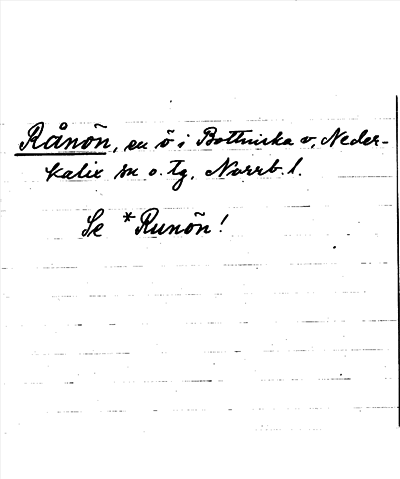 Rånön, en ö i Bottniska v, Neder-
kalix sn o. tg, Norrb. l.
Se *Runön!